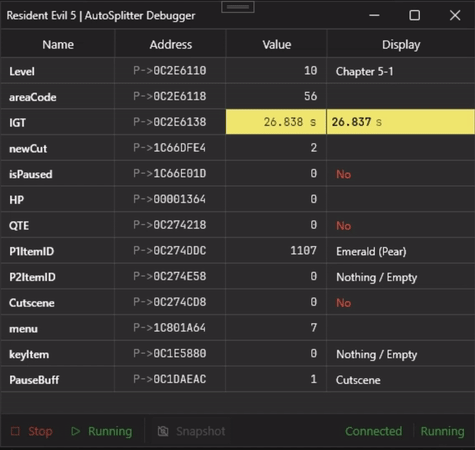 Resident Evil 5 | AutoSplitter Debugger
Name Address Value Display
Level P->0C2E6110 10 Chapter 5-1
areaCode P->0C2E6118 56
IGT P->0C2E6138 26.838 s 26.837 s
newCut P->1C66DFE4 2
isPaused P->1C66E01D 0 No
HP P->00001364 0
QTE P->0C274218 0 No
P1ItemID P->0C274DDC 1107 Emerald (Pear)
P2ItemID P->0C274E58 0 Nothing / Empty
Cutscene P->0C274CD8 0 No
menu P->1C801A64 7
keyItem P->0C1E5880 0 Nothing / Empty
PauseBuff P->0C1DAEAC 1 Cutscene
Stop Running Snapshot Connected Running